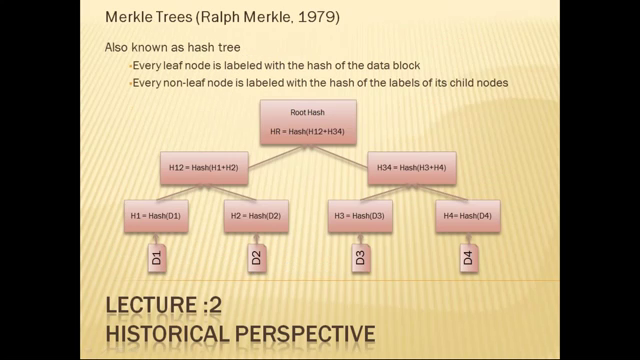 Merkle Trees (Ralph Merkle, 1979)
Also known as hash tree
Every leaf node is labeled with the hash of the data block
Every non-leaf node is labeled with the hash of the labels of its child nodes
Root Hash
HR = Hash(H12+H34)
H12 = Hash(H1+H2)
H34 = Hash(H3+H4)
H1 = Hash(D1)
H2 = Hash(D2)
H3 = Hash(D3)
H4= Hash(D4)
D1
D2
D3
D4
LECTURE :2
HISTORICAL PERSPECTIVE